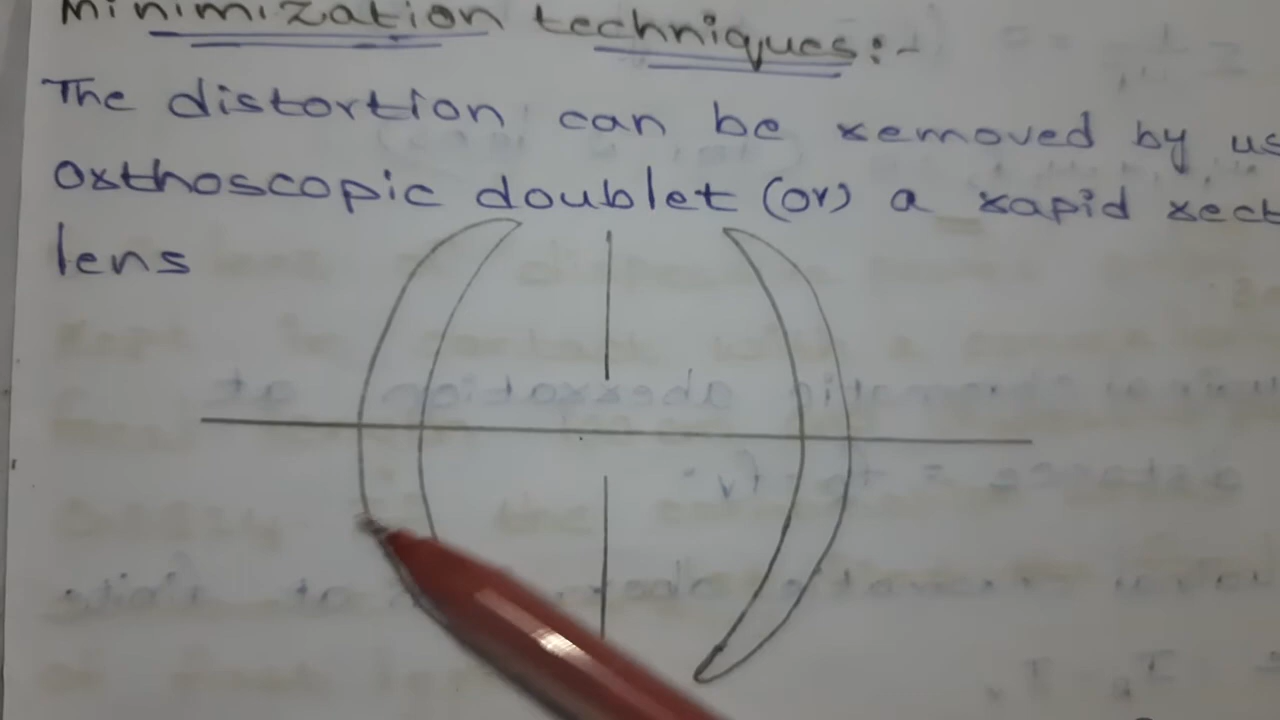 Minimization techniques:-
The distortion can be removed by us
orthoscopic doublet (or) a rapid rect
lens